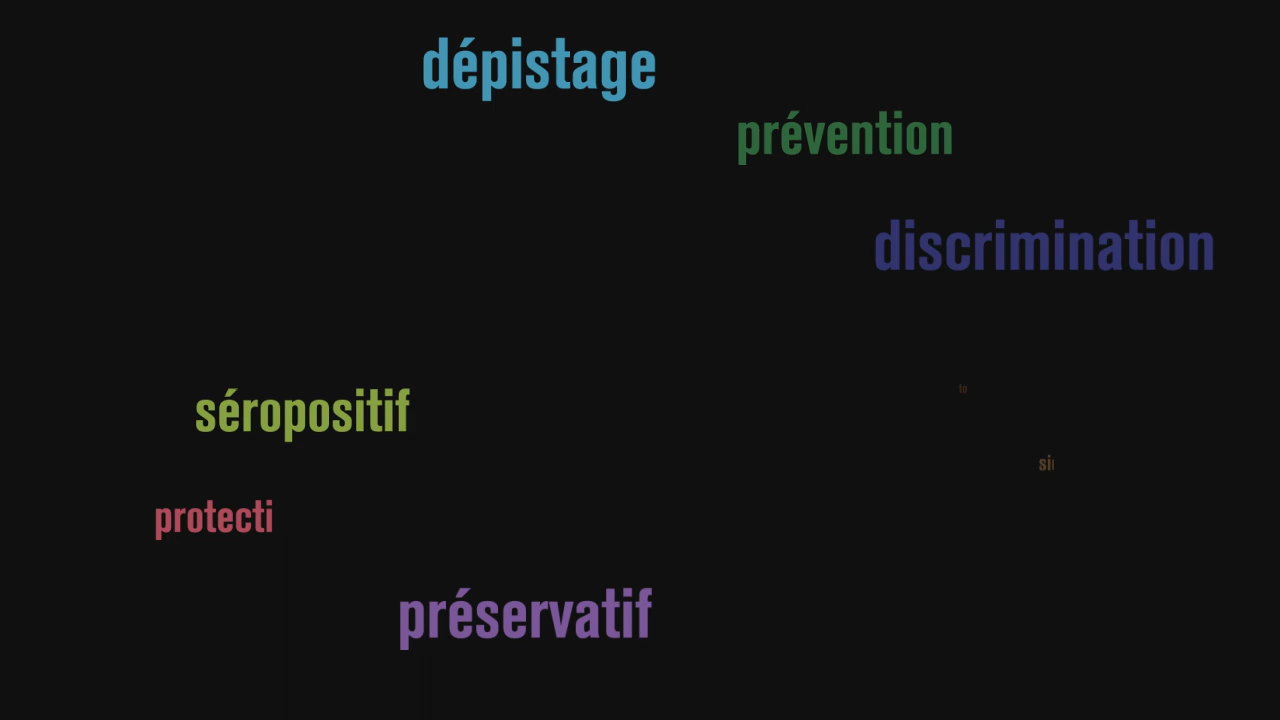 dépistage
prévention
discrimination
séropositif
protecti
préservatif